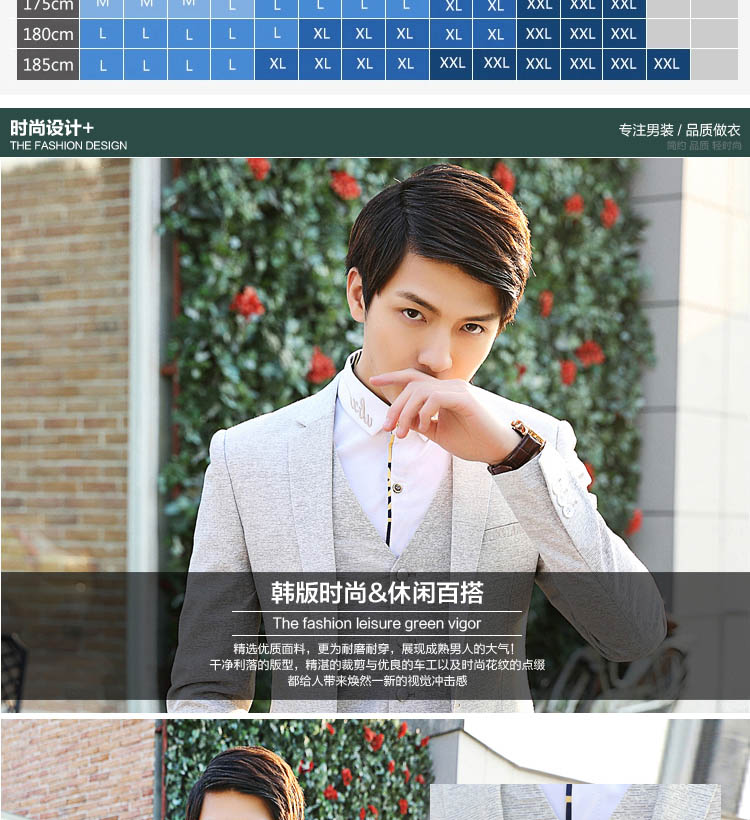 175cm M M M L L L L L XL XL XXL XXL XXL
180cm L L L L L XL XL XL XL XL XXL XXL XXL
185cm L L L L XL XL XL XL XXL XXL XXL XXL XXL XXL
时尚设计+
专注男装 / 品质做衣
THE FASHION DESIGN
简约 品质 轻时尚
韩版时尚&休闲百搭
The fashion leisure green vigor
精选优质面料，更为耐磨耐穿，展现成熟男人的大气！
干净利落的版型，精湛的裁剪与优良的车工以及时尚花纹的点缀
都给人带来焕然一新的视觉冲击感